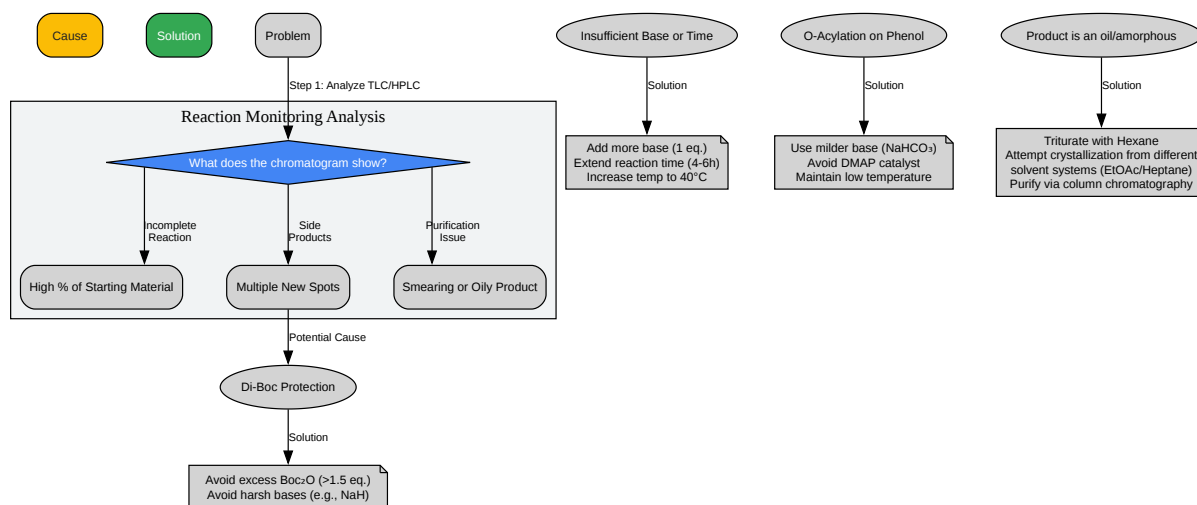 Cause
Solution
Problem
Insufficient Base or Time
O-Acylation on Phenol
Product is an oil/amorphous
Step 1: Analyze TLC/HPLC
Solution
Solution
Solution
Reaction Monitoring Analysis
What does the chromatogram show?
Add more base (1 eq.)
Extend reaction time (4-6h)
Increase temp to 40°C
Use milder base (NaHCO₃)
Avoid DMAP catalyst
Maintain low temperature
Triturate with Hexane
Attempt crystallization from different
solvent systems (EtOAc/Heptane)
Purify via column chromatography
Incomplete
Reaction
Side
Products
Purification
Issue
High % of Starting Material
Multiple New Spots
Smearing or Oily Product
Potential Cause
Di-Boc Protection
Solution
Avoid excess Boc₂O (>1.5 eq.)
Avoid harsh bases (e.g., NaH)